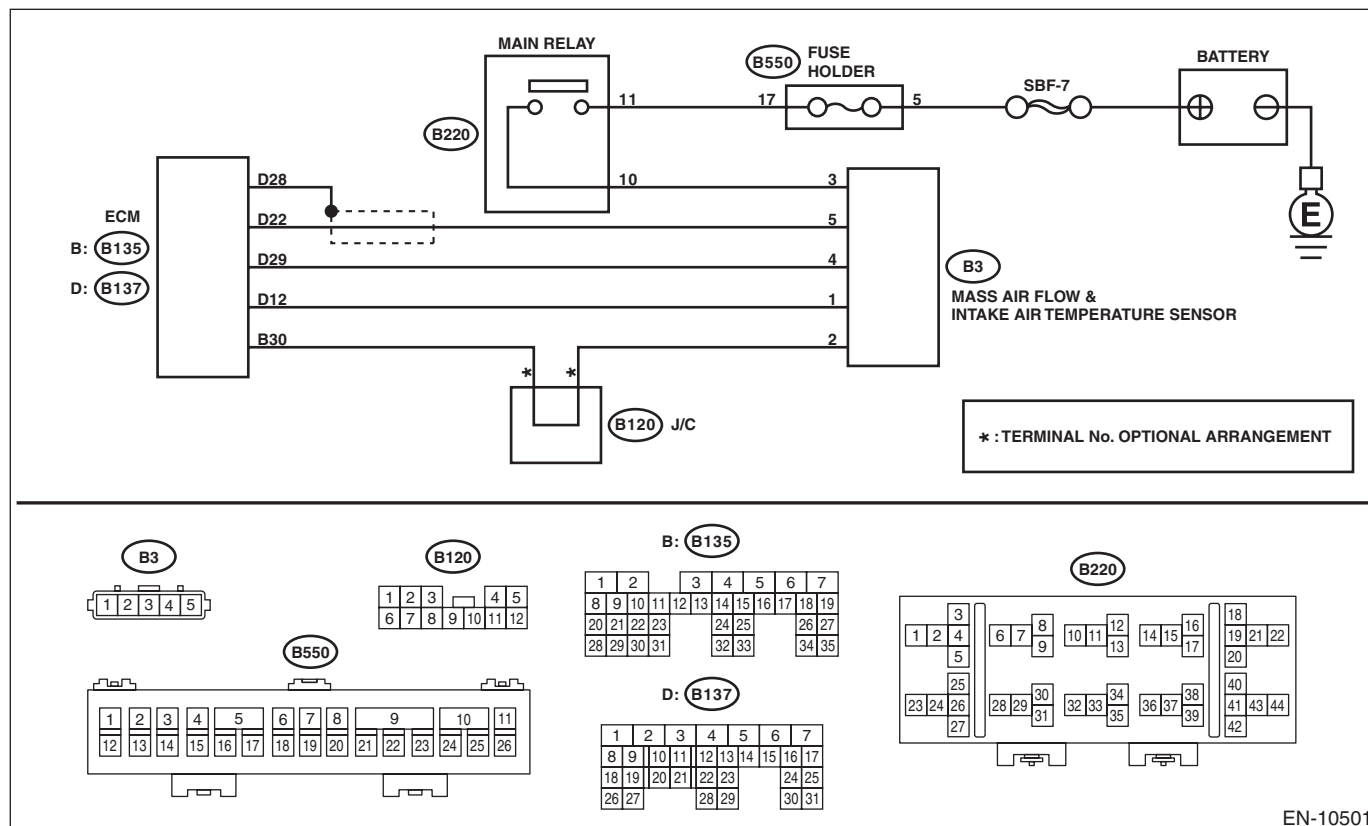 MAIN RELAY
B550
FUSE
HOLDER
SBF-7
BATTERY
11
17
5
B220
10
3
E
ECM
B: B135
D: B137
D28
D22
5
D29
4
D12
1
B30
2
B3
MASS AIR FLOW &
INTAKE AIR TEMPERATURE SENSOR
* *
B120 J/C
* : TERMINAL No. OPTIONAL ARRANGEMENT
B3
1 2 3 4 5
B120
1 2 3 4 5
6 7 8 9 10 11 12
B: B135
1 2 3 4 5 6 7
8 9 10 11 12 13 14 15 16 17 18 19
20 21 22 23 24 25 26 27
28 29 30 31 32 33 34 35
B220
3 8 12 16 18
1 2 4 6 7 9 10 11 13 14 15 17 19 21 22
5 20
25 30 34 38 40
23 24 26 28 29 31 32 33 35 36 37 39 41 43 44
27 42
B550
1 2 3 4 5 6 7 8 9 10 11
12 13 14 15 16 17 18 19 20 21 22 23 24 25 26
D: B137
1 2 3 4 5 6 7
8 9 10 11 12 13 14 15 16 17
18 19 20 21 22 23 24 25
26 27 28 29 30 31
EN-10501